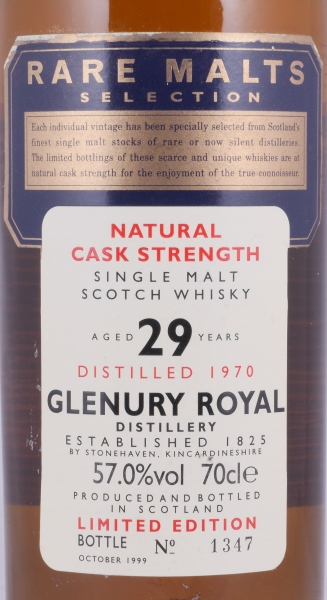 RARE MALTS
SELECTION
Each individual vintage has been specially selected from Scotland's
finest single malt stocks of rare or now silent distilleries.
The limited bottlings of these scarce and unique whiskies are at
natural cask strength for the enjoyment of the true connoisseur.
NATURAL
CASK STRENGTH
SINGLE MALT
SCOTCH WHISKY
AGED 29 YEARS
DISTILLED 1970
GLENURY ROYAL
DISTILLERY
ESTABLISHED 1825
BY STONEHAVEN, KINCARDINESHIRE
57.0%vol 70cle
PRODUCED AND BOTTLED
IN SCOTLAND
LIMITED EDITION
BOTTLE Nº 1347
OCTOBER 1999